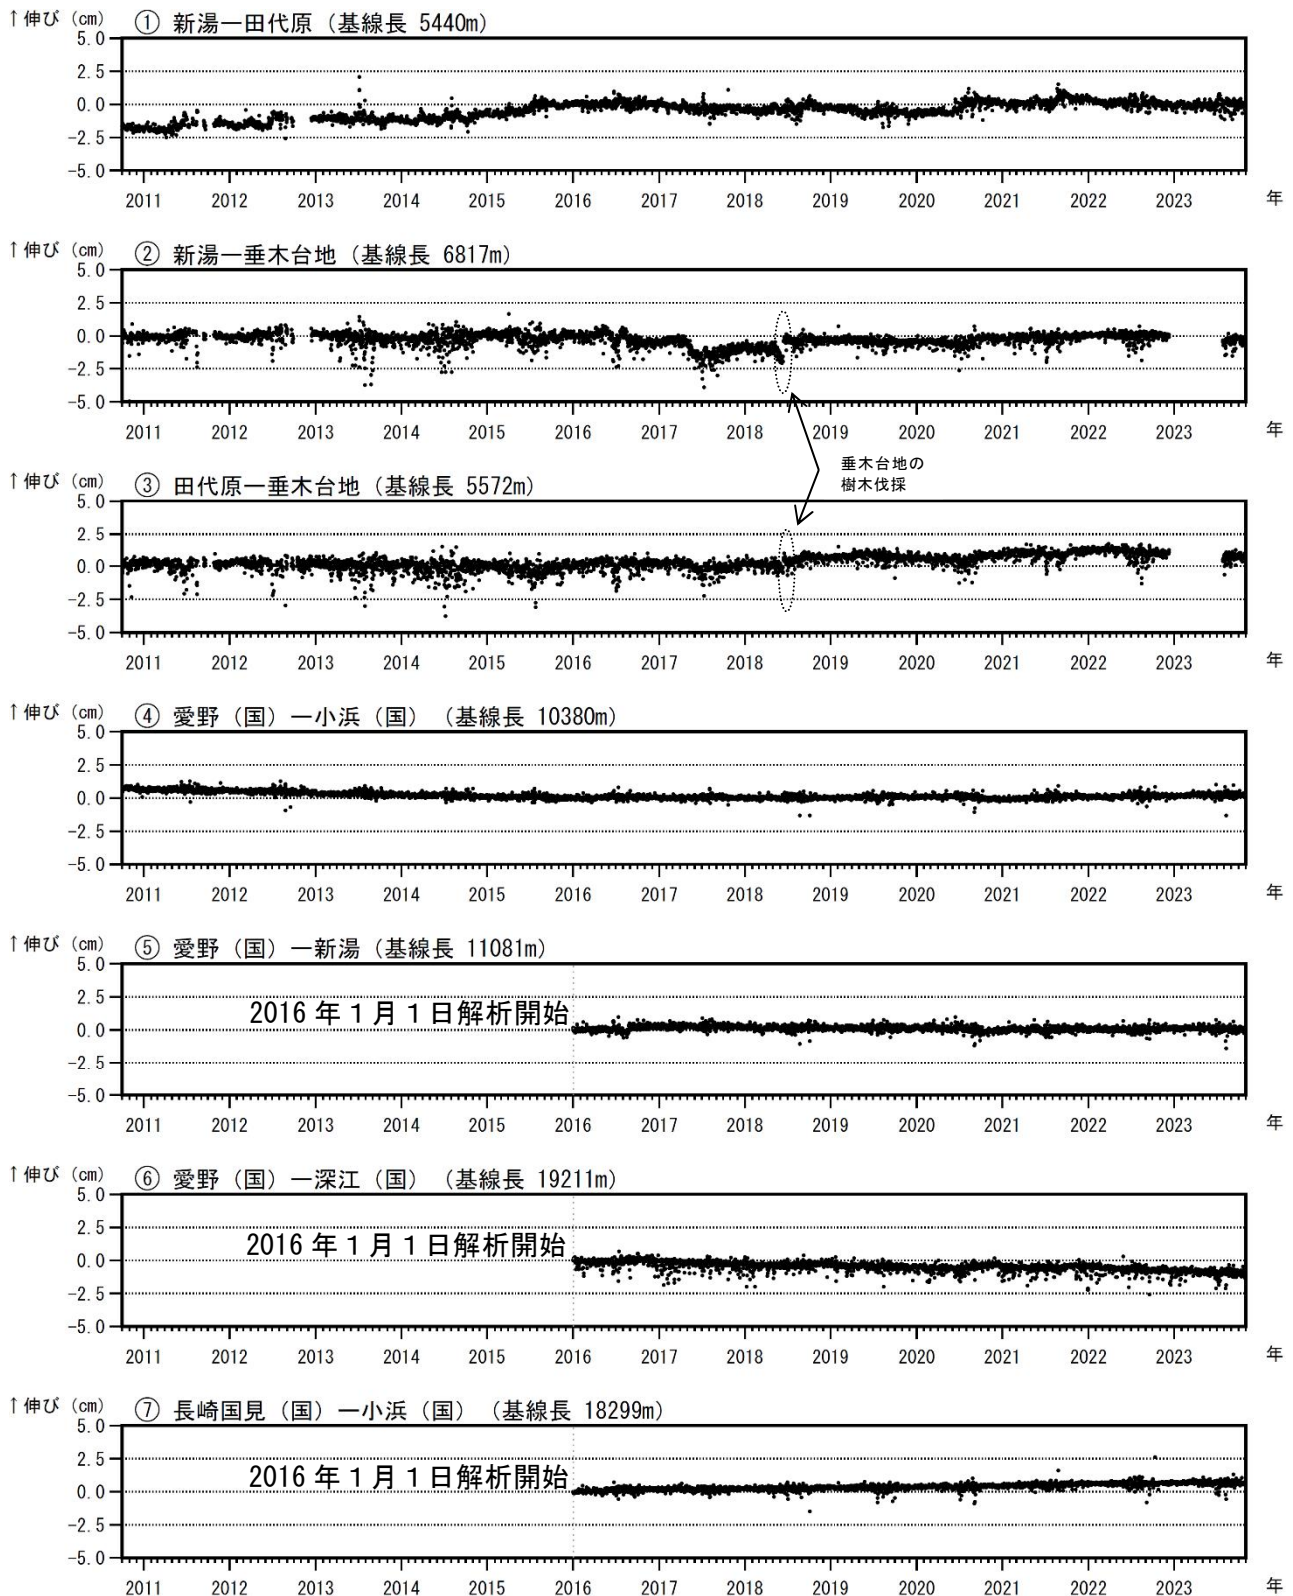 ↑伸び (cm) ① 新湯―田代原 (基線長 5440m)
5.0
2.5
0.0
-2.5
-5.0
2011 2012 2013 2014 2015 2016 2017 2018 2019 2020 2021 2022 2023 年
↑伸び (cm) ② 新湯―垂木台地 (基線長 6817m)
5.0
2.5
0.0
-2.5
-5.0
2011 2012 2013 2014 2015 2016 2017 2018 2019 2020 2021 2022 2023 年
垂木台地の
樹木伐採
↑伸び (cm) ③ 田代原―垂木台地 (基線長 5572m)
5.0
2.5
0.0
-2.5
-5.0
2011 2012 2013 2014 2015 2016 2017 2018 2019 2020 2021 2022 2023 年
↑伸び (cm) ④ 愛野（国）―小浜（国） (基線長 10380m)
5.0
2.5
0.0
-2.5
-5.0
2011 2012 2013 2014 2015 2016 2017 2018 2019 2020 2021 2022 2023 年
↑伸び (cm) ⑤ 愛野（国）―新湯 (基線長 11081m)
5.0
2.5
2016年1月1日解析開始
0.0
-2.5
-5.0
2011 2012 2013 2014 2015 2016 2017 2018 2019 2020 2021 2022 2023 年
↑伸び (cm) ⑥ 愛野（国）―深江（国） (基線長 19211m)
5.0
2.5
2016年1月1日解析開始
0.0
-2.5
-5.0
2011 2012 2013 2014 2015 2016 2017 2018 2019 2020 2021 2022 2023 年
↑伸び (cm) ⑦ 長崎国見（国）―小浜（国） (基線長 18299m)
5.0
2.5
2016年1月1日解析開始
0.0
-2.5
-5.0
2011 2012 2013 2014 2015 2016 2017 2018 2019 2020 2021 2022 2023 年